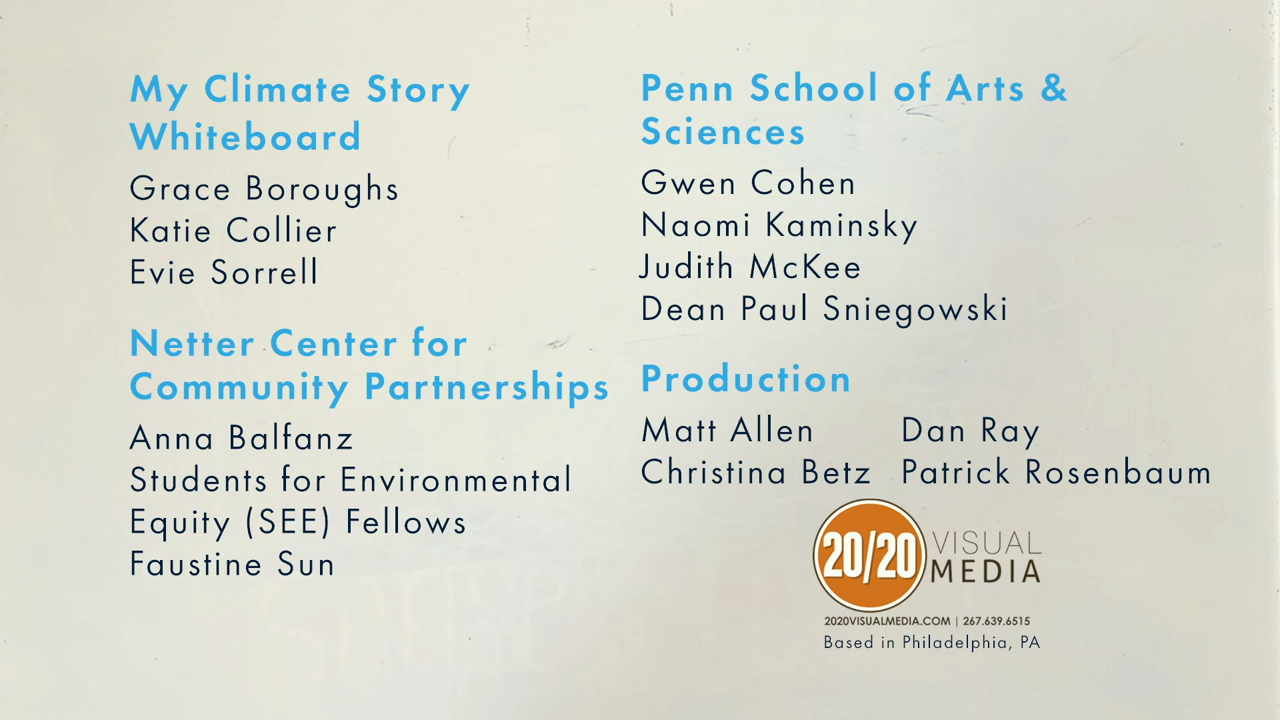 My Climate Story
Whiteboard
Grace Boroughs
Katie Collier
Evie Sorrell
Netter Center for
Community Partnerships
Anna Balfanz
Students for Environmental
Equity (SEE) Fellows
Faustine Sun
Penn School of Arts &
Sciences
Gwen Cohen
Naomi Kaminsky
Judith McKee
Dean Paul Sniegowski
Production
Matt Allen Dan Ray
Christina Betz Patrick Rosenbaum
20/20 VISUAL
MEDIA
2020VISUALMEDIA.COM | 267.639.6515
Based in Philadelphia, PA